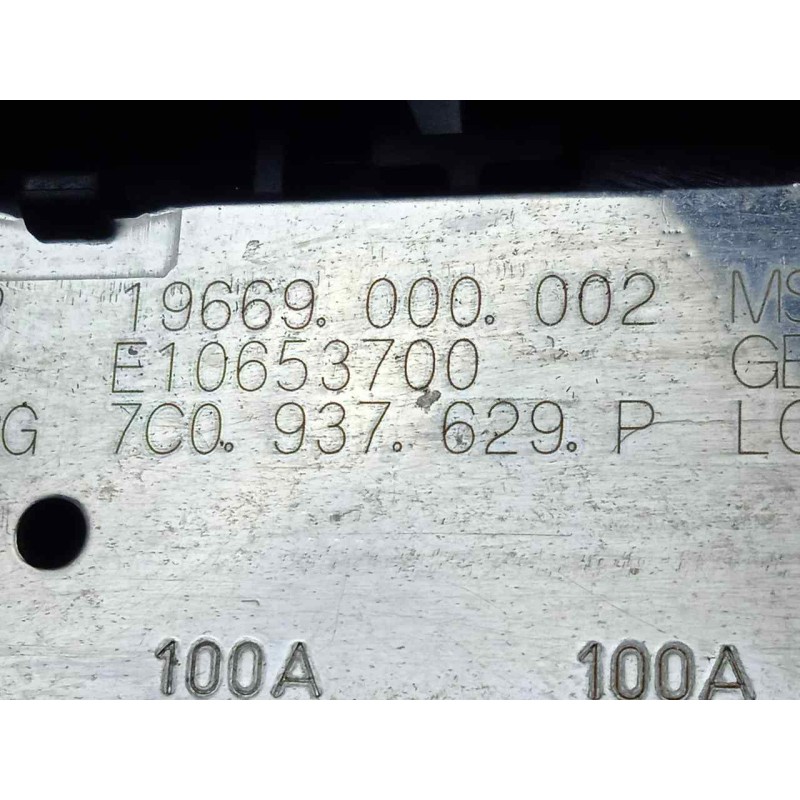 19669. 000. 002
E10653700
7C0. 937. 629. P
100A 100A